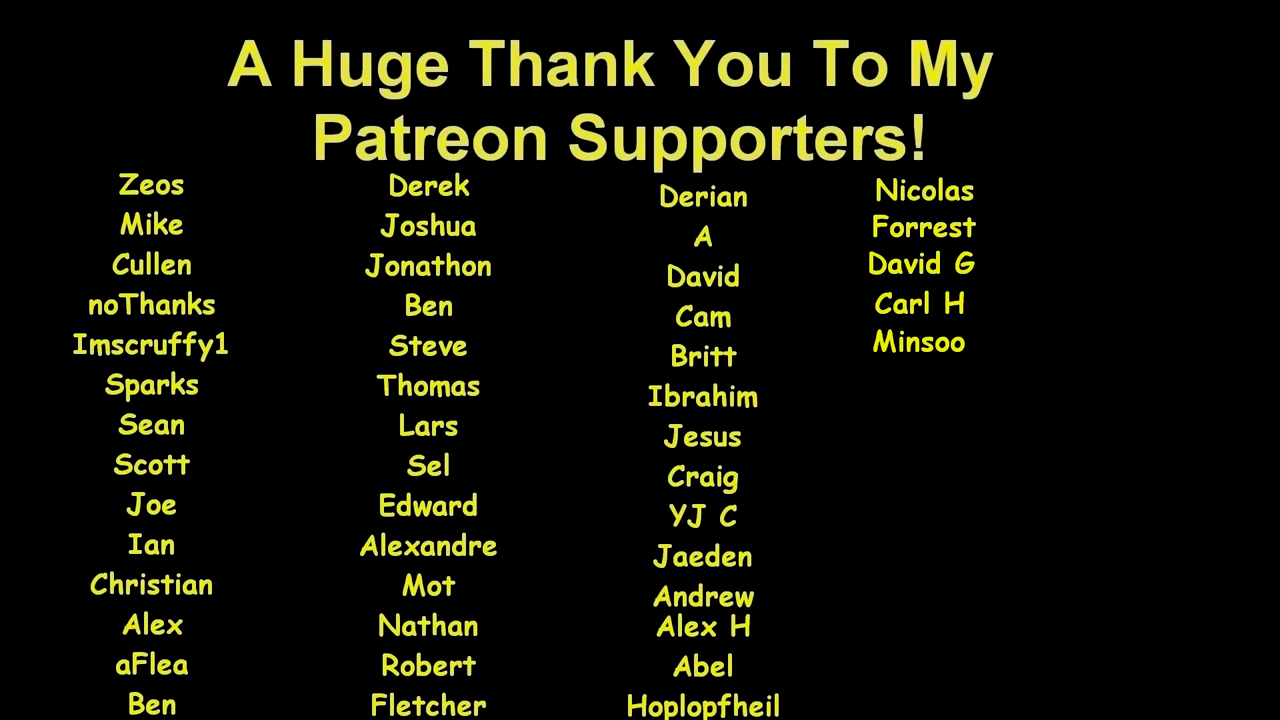 A Huge Thank You To My
Patreon Supporters!
Zeos
Mike
Cullen
noThanks
Imscruffy1
Sparks
Sean
Scott
Joe
Ian
Christian
Alex
aFlea
Ben
Derek
Joshua
Jonathon
Ben
Steve
Thomas
Lars
Sel
Edward
Alexandre
Mot
Nathan
Robert
Fletcher
Derian
A
David
Cam
Britt
Ibrahim
Jesus
Craig
YJ C
Jaeden
Andrew
Alex H
Abel
Hoplopfheil
Nicolas
Forrest
David G
Carl H
Minsoo